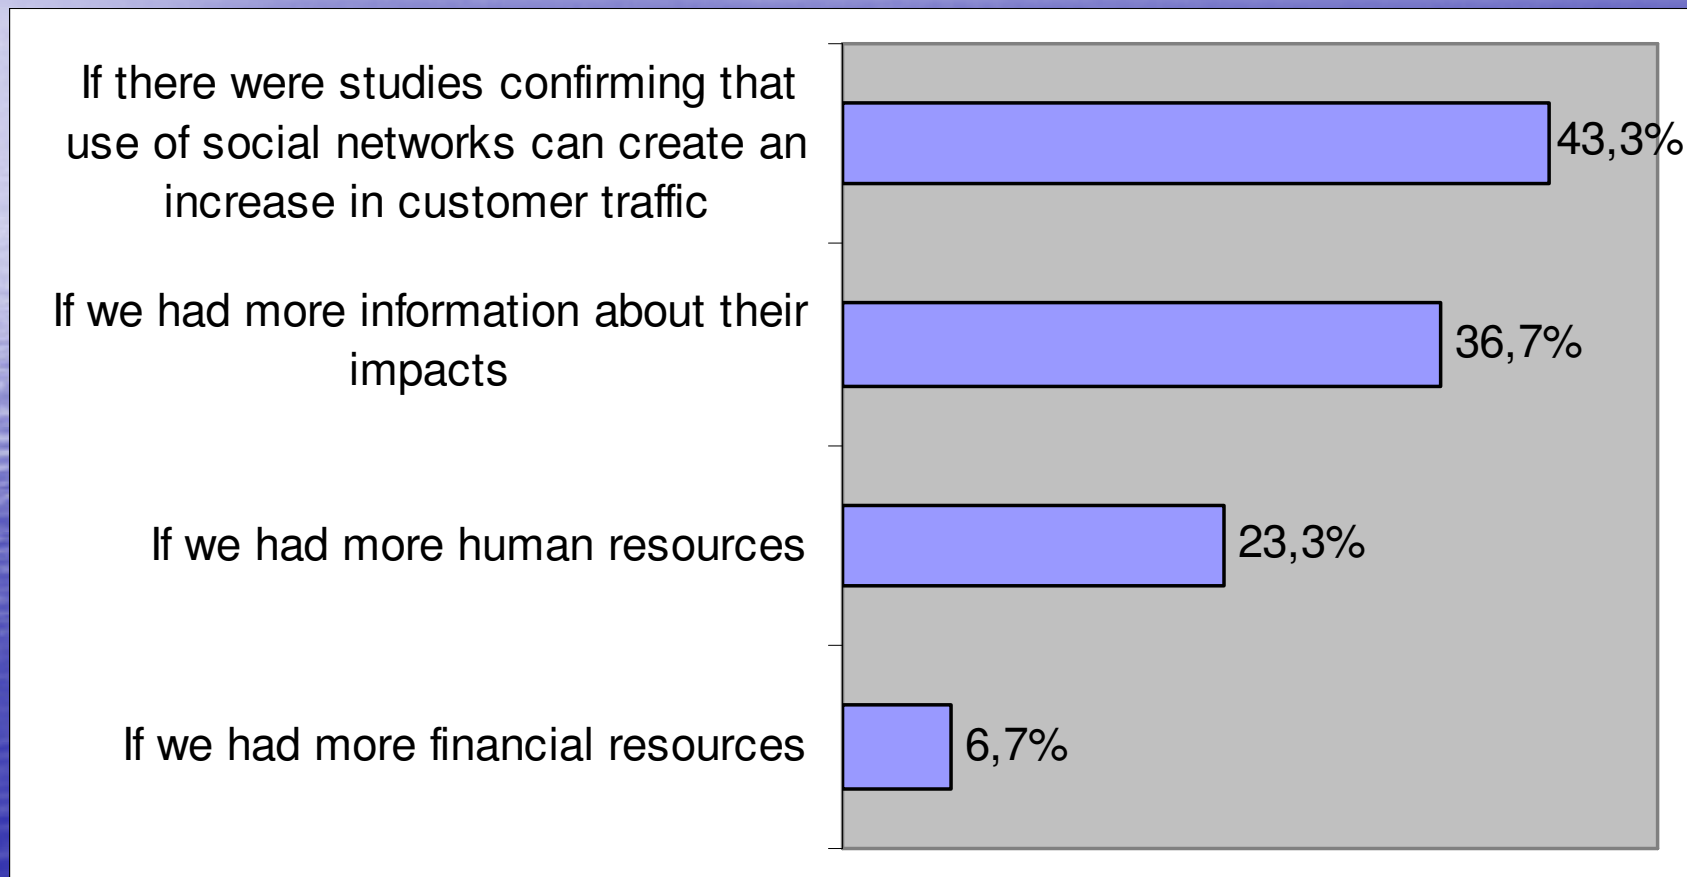 If there were studies confirming that
use of social networks can create an
increase in customer traffic
43,3%
If we had more information about their
impacts
36,7%
If we had more human resources
23,3%
If we had more financial resources
6,7%